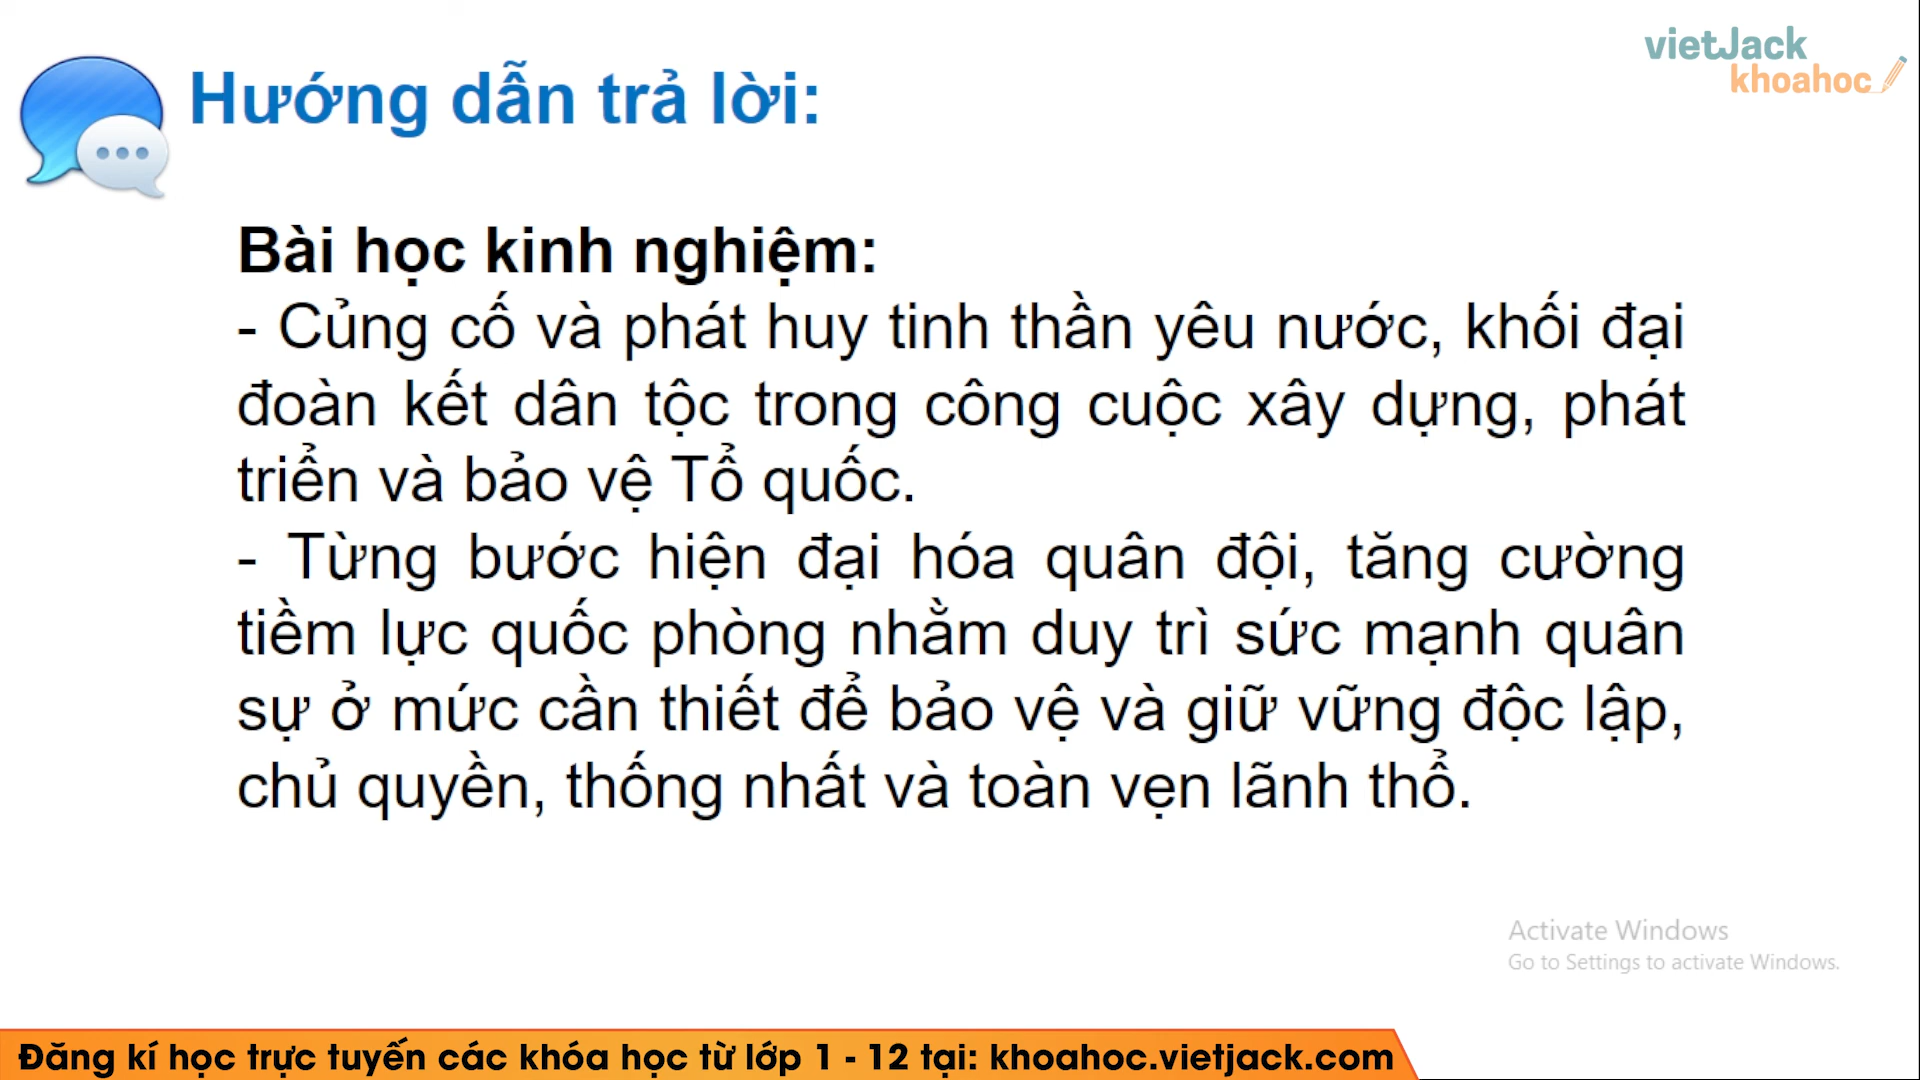 vietJack
khoahoc
Hướng dẫn trả lời:
Bài học kinh nghiệm:
- Củng cố và phát huy tinh thần yêu nước, khối đại
đoàn kết dân tộc trong công cuộc xây dựng, phát
triển và bảo vệ Tổ quốc.
- Từng bước hiện đại hóa quân đội, tăng cường
tiềm lực quốc phòng nhằm duy trì sức mạnh quân
sự ở mức cần thiết để bảo vệ và giữ vững độc lập,
chủ quyền, thống nhất và toàn vẹn lãnh thổ.
Activate Windows
Go to Settings to activate Windows.
Đăng kí học trực tuyến các khóa học từ lớp 1 - 12 tại: khoahoc.vietjack.com